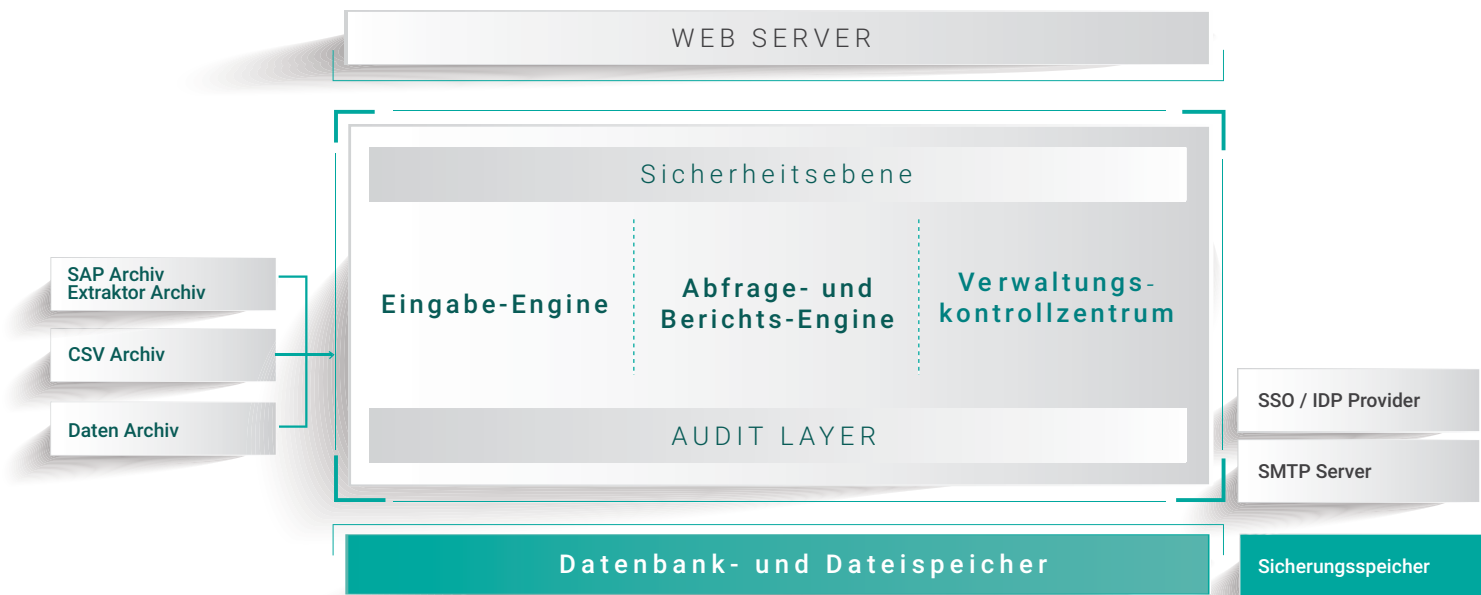 WEB SERVER
Sicherheitsebene
SAP Archiv
Extraktor Archiv
CSV Archiv
Daten Archiv
Eingabe-Engine
Abfrage- und
Berichts-Engine
Verwaltungs-
kontrollzentrum
AUDIT LAYER
SSO / IDP Provider
SMTP Server
Datenbank- und Dateispeicher
Sicherungsspeicher